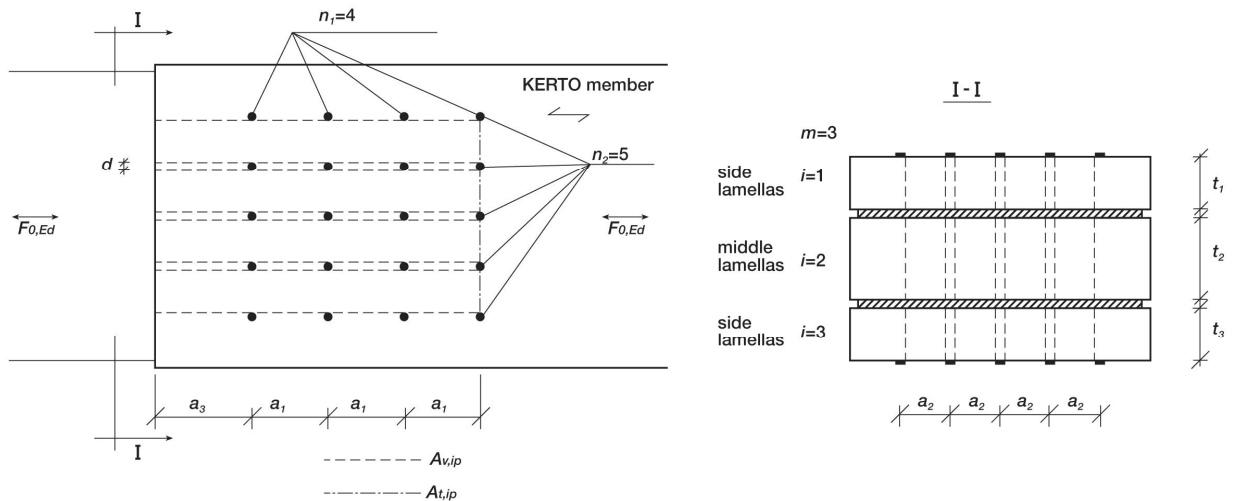 I
n₁=4
KERTO member
d
n₂=5
F₀,Ed
F₀,Ed
a₃
a₁
a₁
a₁
I
Aᵥ,ip
Aₜ,ip
I - I
m=3
side
lamellas
i=1
t₁
middle
lamellas
i=2
t₂
side
lamellas
i=3
t₃
a₂
a₂
a₂
a₂